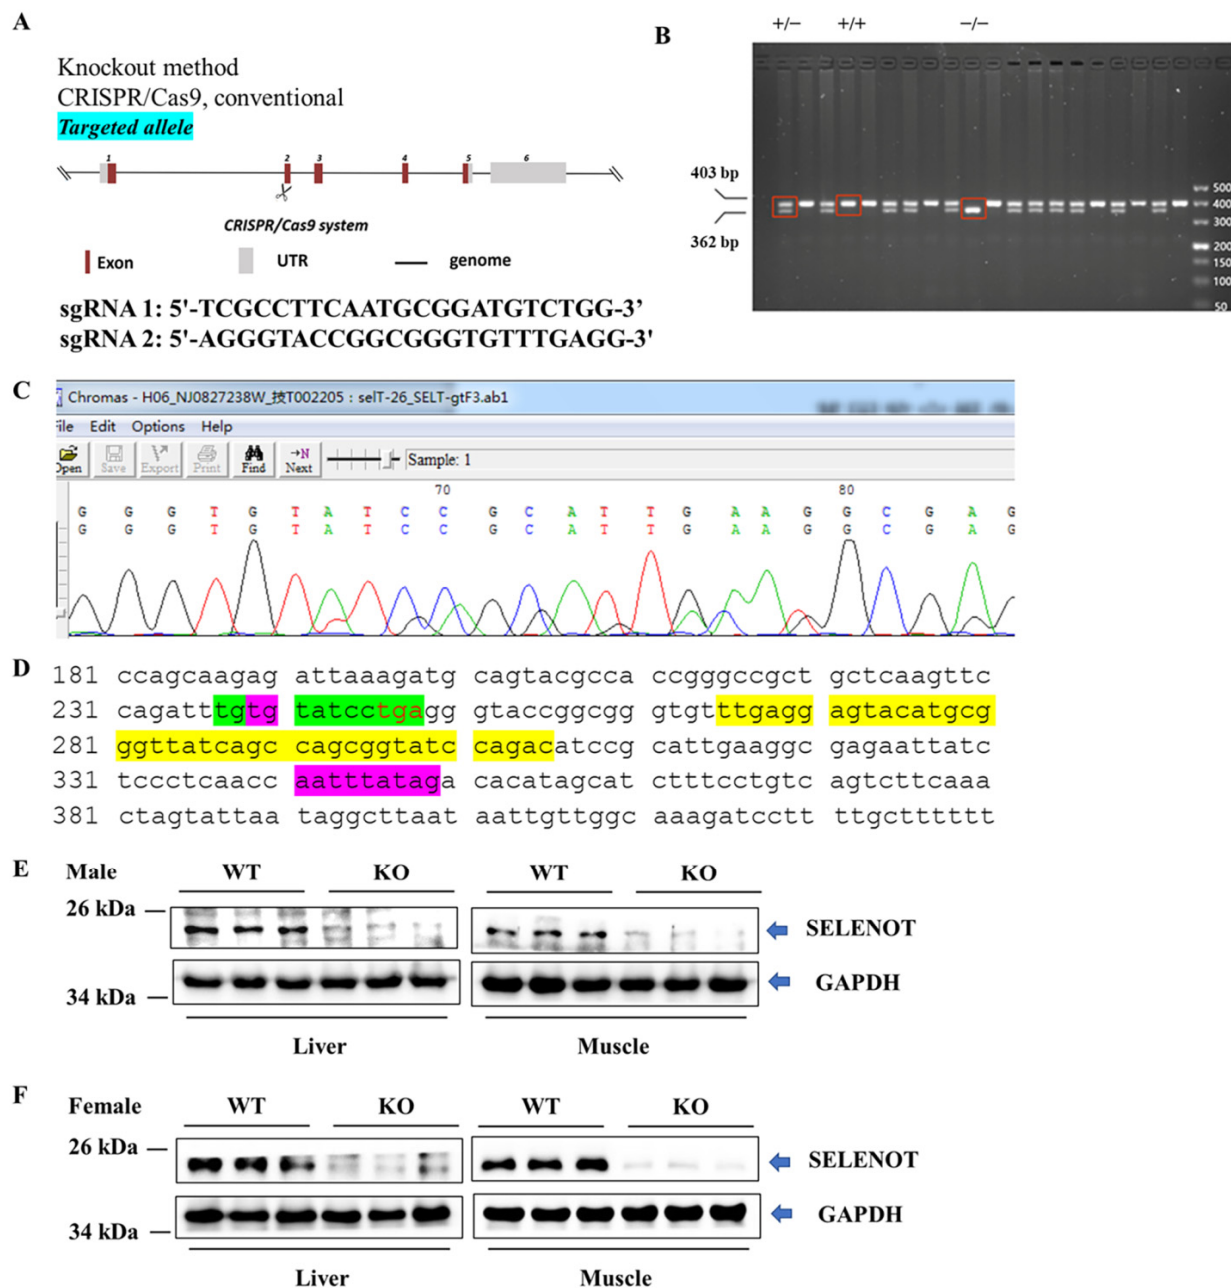 A
Knockout method
CRISPR/Cas9, conventional
Targeted allele
1 2 3 4 5 6
CRISPR/Cas9 system
Exon UTR genome
sgRNA 1: 5'-TCGCCTTCAATGCGGATGTCTGG-3’
sgRNA 2: 5'-AGGGTACCGGCGGGTGTTTGAGG-3'
B
+/− +/+ −/−
403 bp
362 bp
500
400
300
200
150
100
50
C
Chromas - H06_NJ0827238W_技T002205 : selT-26_SELT-gtF3.ab1
File Edit Options Help
Open Save Export Print Find Next Sample: 1
70 80
G G G T G T A T C C G C A T T G A A G G C G A G
G G G T G T A T C C G C A T T G A A G G C G A G
D
181 ccagcaagag attaaagatg cagtacgcca ccgggccgct gctcaagttc
231 cagatttgtg tatcctgagg gtaccggcgg gtgtttgagg agtacatgcg
281 ggttatcagc cagcggtatc cagacatccg cattgaaggc gagaattatc
331 tccctcaacc aatttataga cacatagcat ctttcctgtc agtcttcaaa
381 ctagtattaa taggcttaat aattgttggc aaagatcctt ttgctttttt
E Male WT KO WT KO
26 kDa
SELENOT
GAPDH
34 kDa
Liver Muscle
F Female WT KO WT KO
26 kDa
SELENOT
GAPDH
34 kDa
Liver Muscle